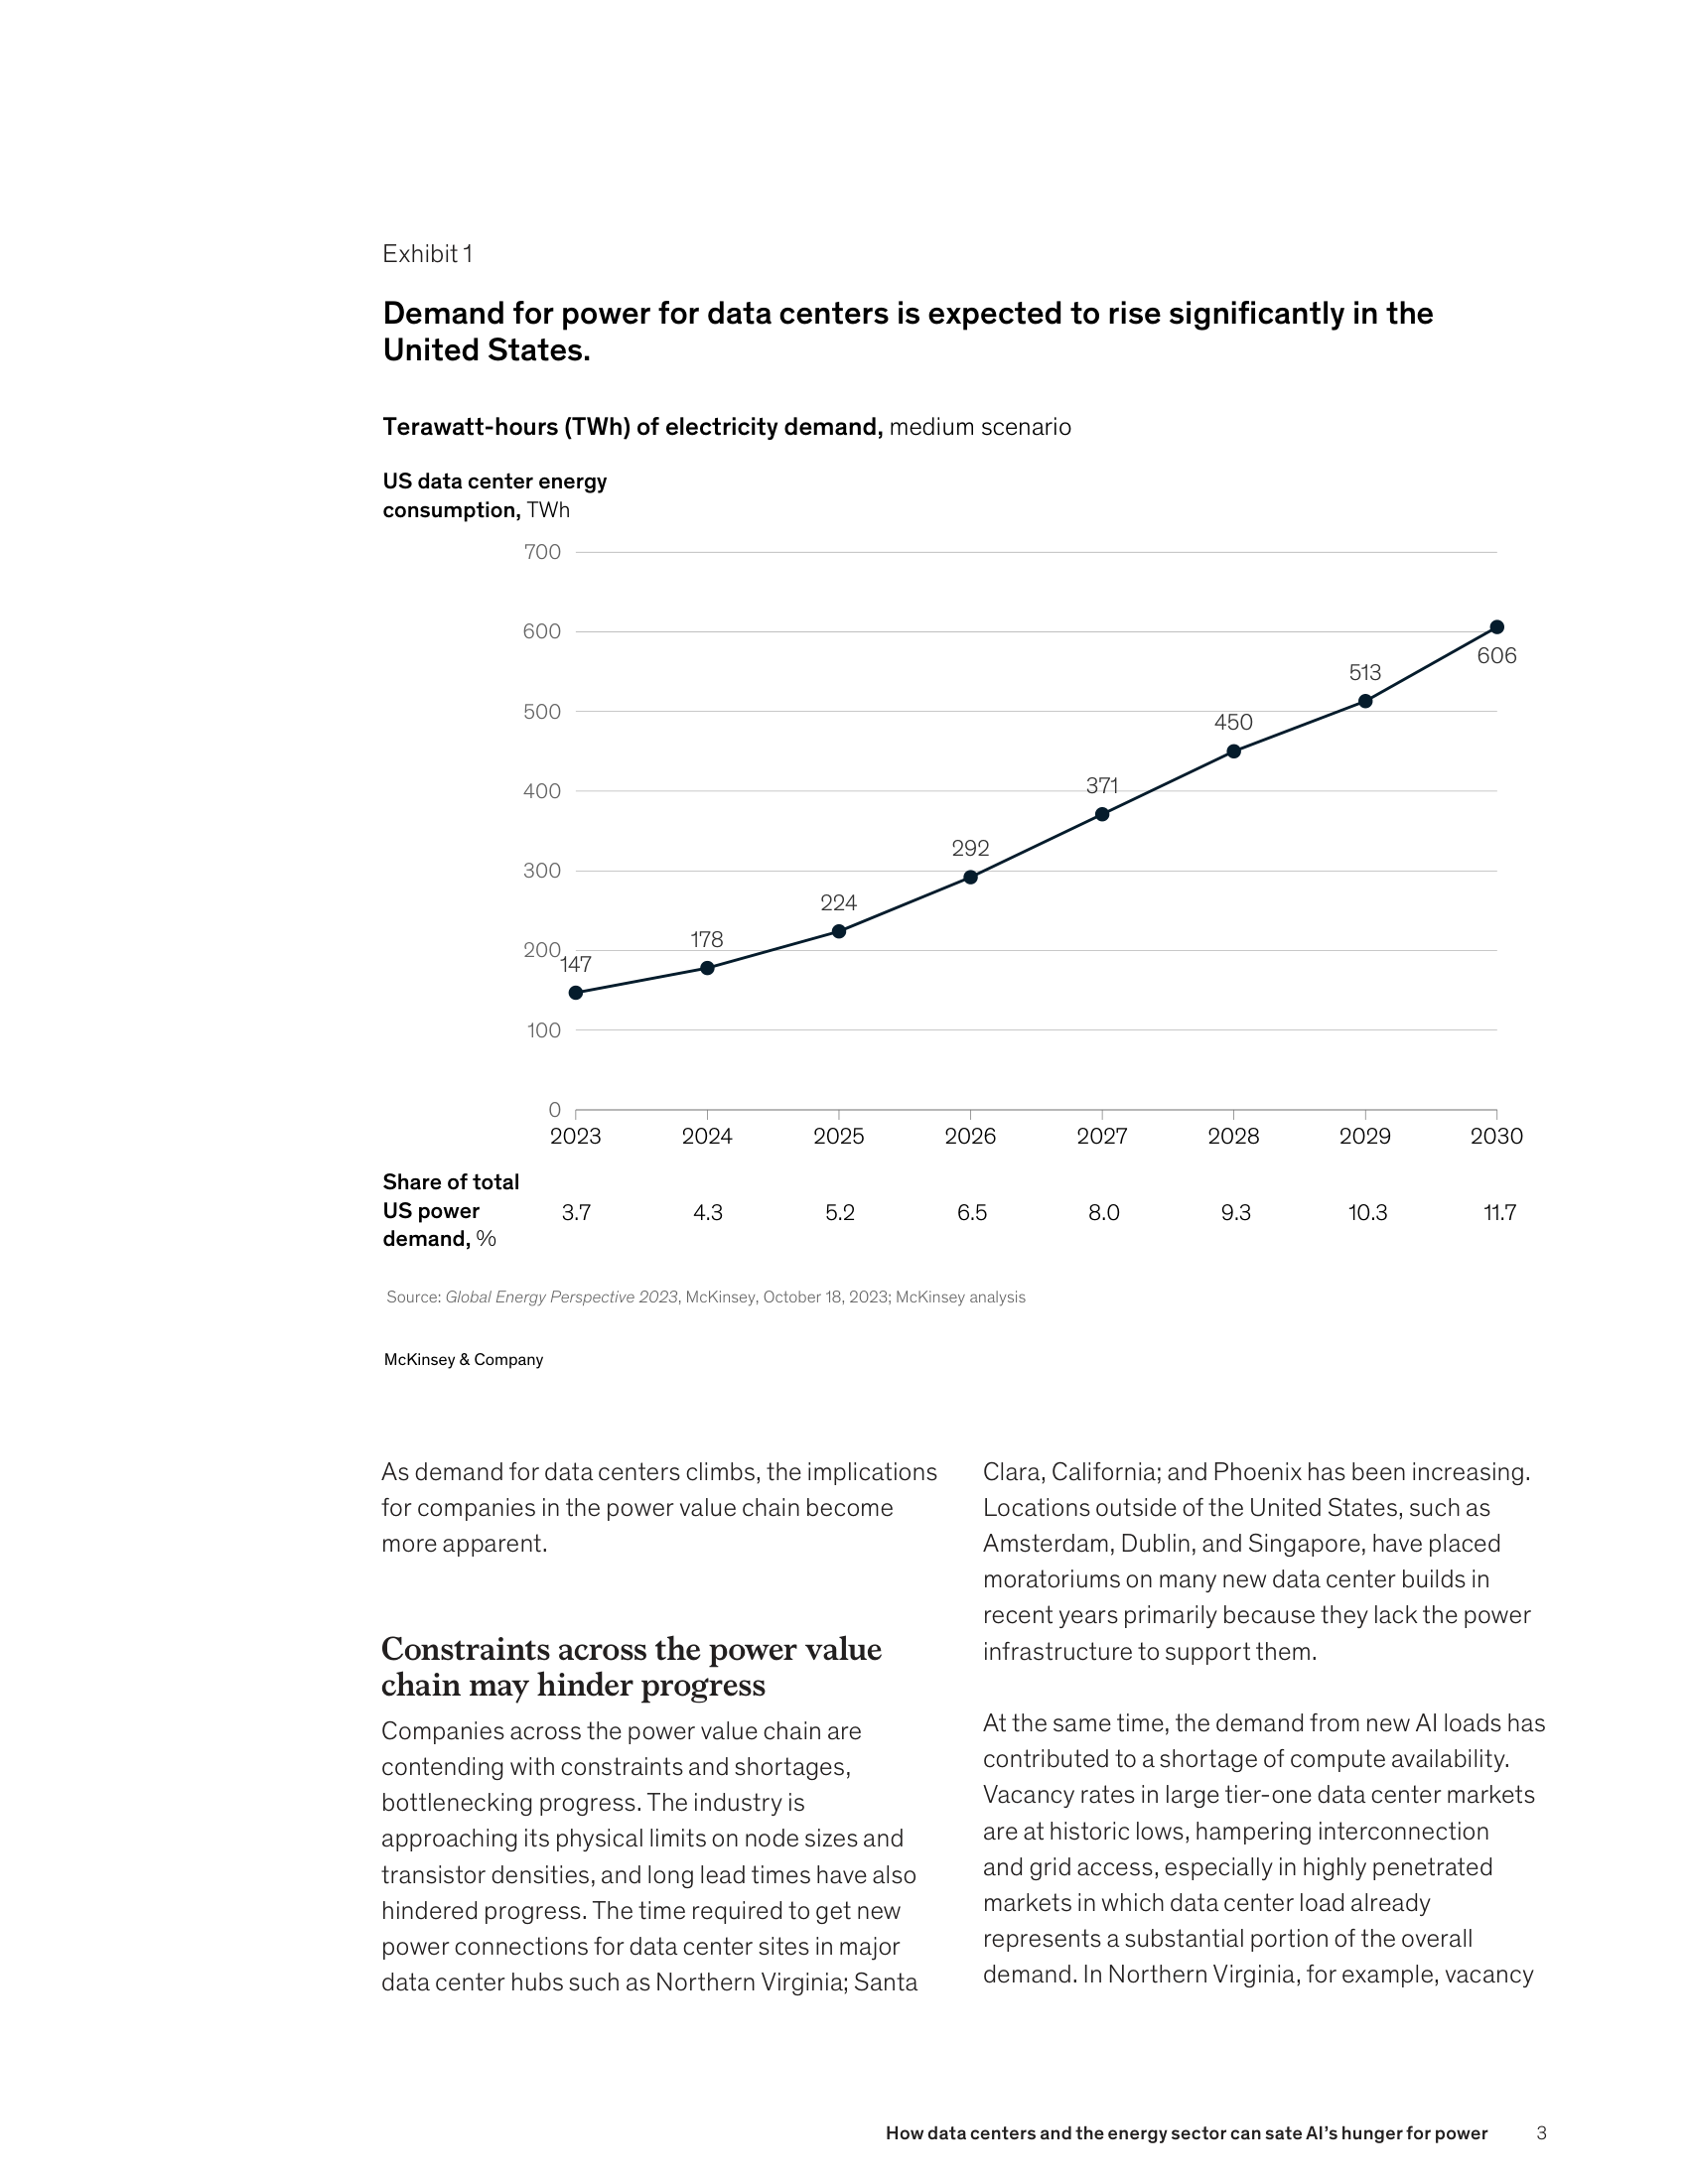 Exhibit 1
Demand for power for data centers is expected to rise significantly in the
United States.
Terawatt-hours (TWh) of electricity demand, medium scenario
US data center energy
consumption, TWh
700
600
500
400
300
200
100
0
147
178
224
292
371
450
513
606
2023 2024 2025 2026 2027 2028 2029 2030
Share of total
US power
demand, %
3.7 4.3 5.2 6.5 8.0 9.3 10.3 11.7
Source: Global Energy Perspective 2023, McKinsey, October 18, 2023; McKinsey analysis
McKinsey & Company
As demand for data centers climbs, the implications
for companies in the power value chain become
more apparent.
Constraints across the power value
chain may hinder progress
Companies across the power value chain are
contending with constraints and shortages,
bottlenecking progress. The industry is
approaching its physical limits on node sizes and
transistor densities, and long lead times have also
hindered progress. The time required to get new
power connections for data center sites in major
data center hubs such as Northern Virginia; Santa
Clara, California; and Phoenix has been increasing.
Locations outside of the United States, such as
Amsterdam, Dublin, and Singapore, have placed
moratoriums on many new data center builds in
recent years primarily because they lack the power
infrastructure to support them.
At the same time, the demand from new AI loads has
contributed to a shortage of compute availability.
Vacancy rates in large tier-one data center markets
are at historic lows, hampering interconnection
and grid access, especially in highly penetrated
markets in which data center load already
represents a substantial portion of the overall
demand. In Northern Virginia, for example, vacancy
How data centers and the energy sector can sate AI’s hunger for power 3